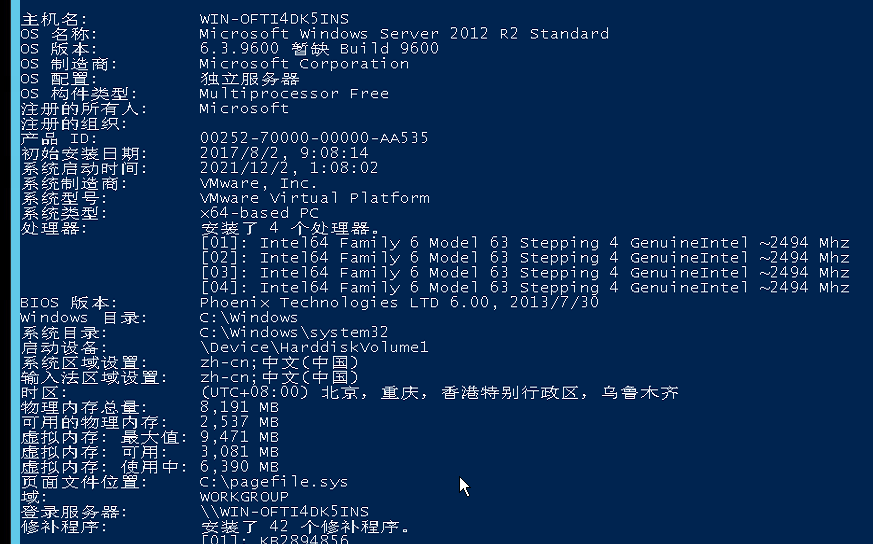 主机名: WIN-OFTI4DK5INS
OS 名称: Microsoft Windows Server 2012 R2 Standard
OS 版本: 6.3.9600 暂缺 Build 9600
OS 制造商: Microsoft Corporation
OS 配置: 独立服务器
OS 构件类型: Multiprocessor Free
注册的所有人: Microsoft
注册的组织:
产品 ID: 00252-70000-00000-AA535
初始安装日期: 2017/8/2, 9:08:14
系统启动时间: 2021/12/2, 1:08:02
系统制造商: VMware, Inc.
系统型号: VMware Virtual Platform
系统类型: x64-based PC
处理器: 安装了 4 个处理器。
[01]: Intel64 Family 6 Model 63 Stepping 4 GenuineIntel ~2494 Mhz
[02]: Intel64 Family 6 Model 63 Stepping 4 GenuineIntel ~2494 Mhz
[03]: Intel64 Family 6 Model 63 Stepping 4 GenuineIntel ~2494 Mhz
[04]: Intel64 Family 6 Model 63 Stepping 4 GenuineIntel ~2494 Mhz
BIOS 版本: Phoenix Technologies LTD 6.00, 2013/7/30
Windows 目录: C:\Windows
系统目录: C:\Windows\system32
启动设备: \Device\HarddiskVolume1
系统区域设置: zh-cn;中文(中国)
输入法区域设置: zh-cn;中文(中国)
时区: (UTC+08:00) 北京，重庆，香港特别行政区，乌鲁木齐
物理内存总量: 8,191 MB
可用的物理内存: 2,537 MB
虚拟内存: 最大值: 9,471 MB
虚拟内存: 可用: 3,081 MB
虚拟内存: 使用中: 6,390 MB
页面文件位置: C:\pagefile.sys
域: WORKGROUP
登录服务器: \\WIN-OFTI4DK5INS
修补程序: 安装了 42 个修补程序。
[01]: KB2894856